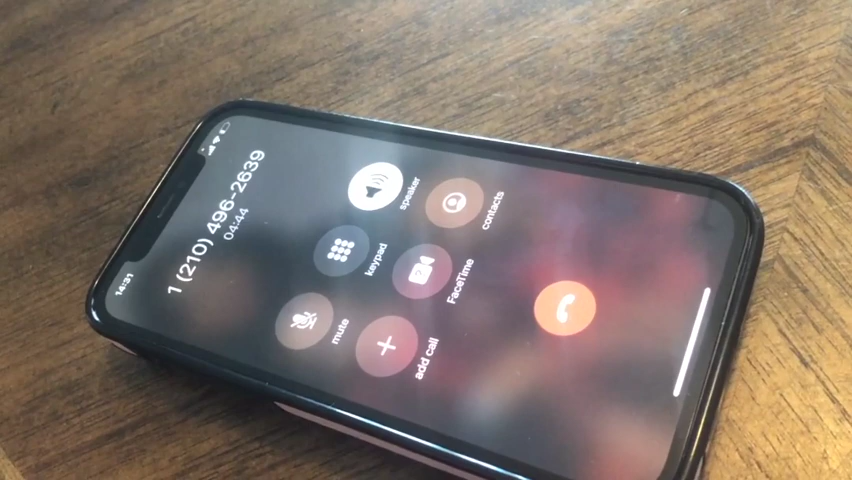 14:31
1 (210) 496-2639
04:44
mute
keypad
speaker
add call
FaceTime
contacts